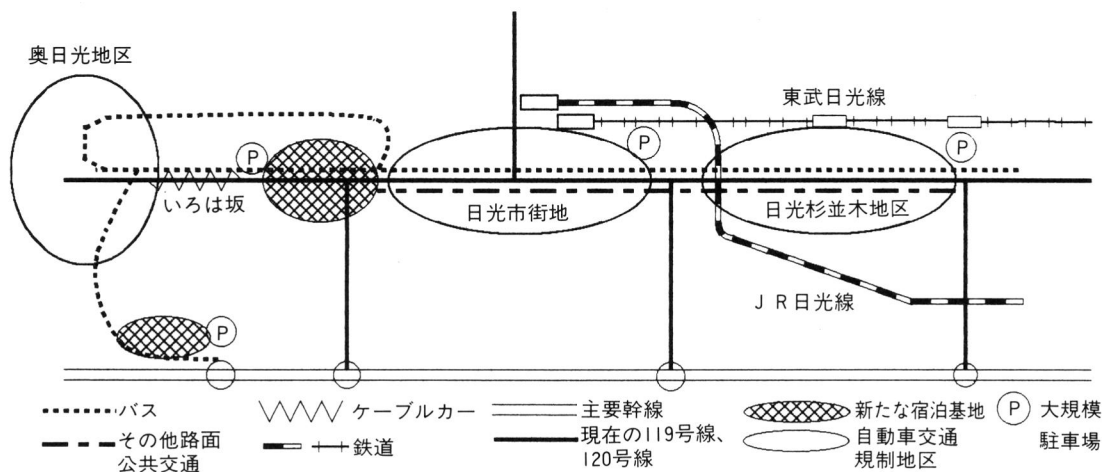 奥日光地区
東武日光線
P
P
P
いろは坂
日光市街地
日光杉並木地区
JR日光線
P
バス
ケーブルカー
主要幹線
新たな宿泊基地
P
大規模
駐車場
その他路面
公共交通
鉄道
現在の119号線、
120号線
自動車交通
規制地区